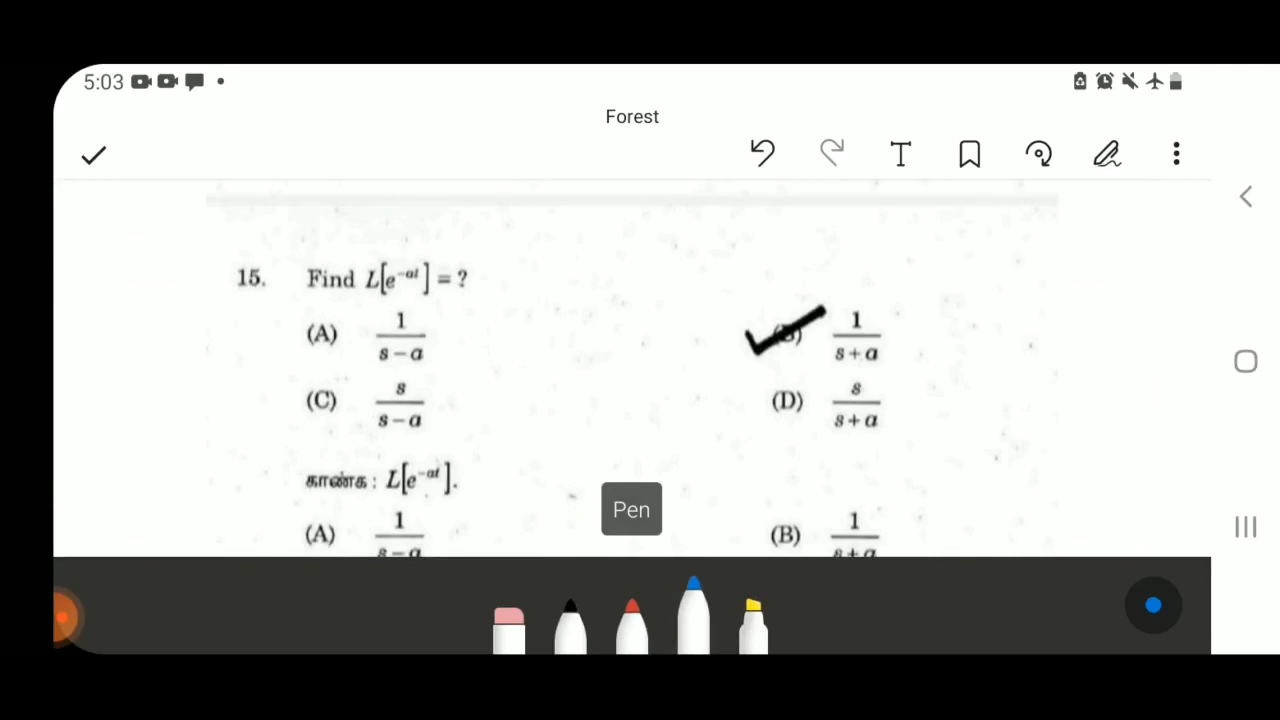 5:03
Forest
T
15. Find L[e^{-at}] = ?
(A) 1/(s-a) (B) 1/(s+a)
(C) s/(s-a) (D) s/(s+a)
காண்க : L[e^{-at}].
Pen
(A) 1/(s-a) (B) 1/(s+a)